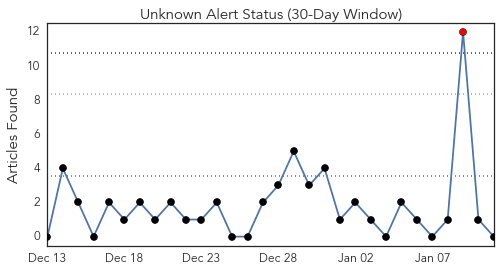 Unknown Alert Status (30-Day Window)
Articles Found
12
10
8
6
4
2
0
Dec 13 Dec 18 Dec 23 Dec 28 Jan 02 Jan 07